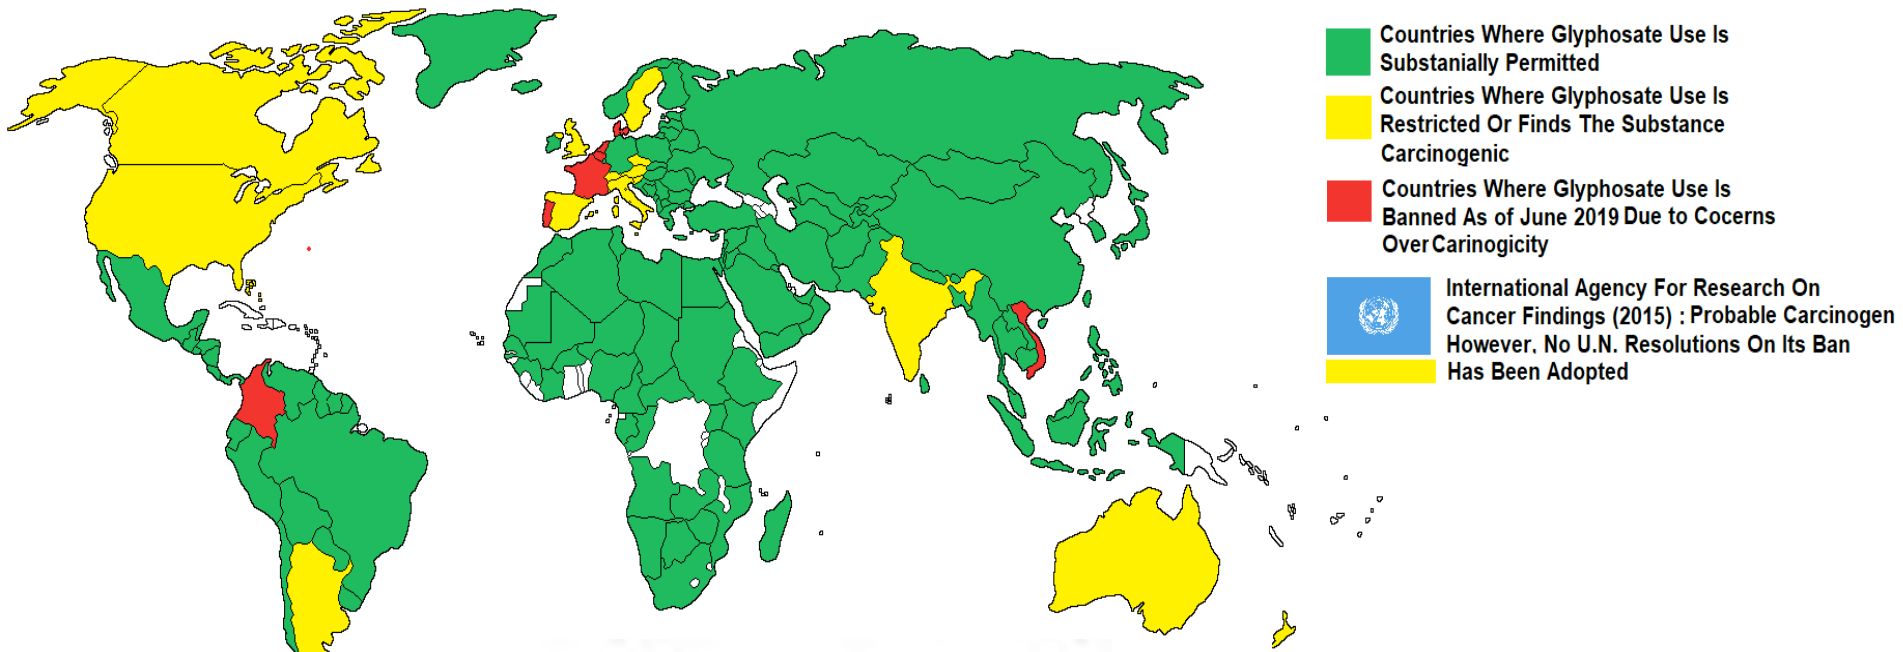 Countries Where Glyphosate Use Is
Substanially Permitted
Countries Where Glyphosate Use Is
Restricted Or Finds The Substance
Carcinogenic
Countries Where Glyphosate Use Is
Banned As of June 2019 Due to Cocerns
Over Carinogicity
International Agency For Research On
Cancer Findings (2015) : Probable Carcinogen
However, No U.N. Resolutions On Its Ban
Has Been Adopted